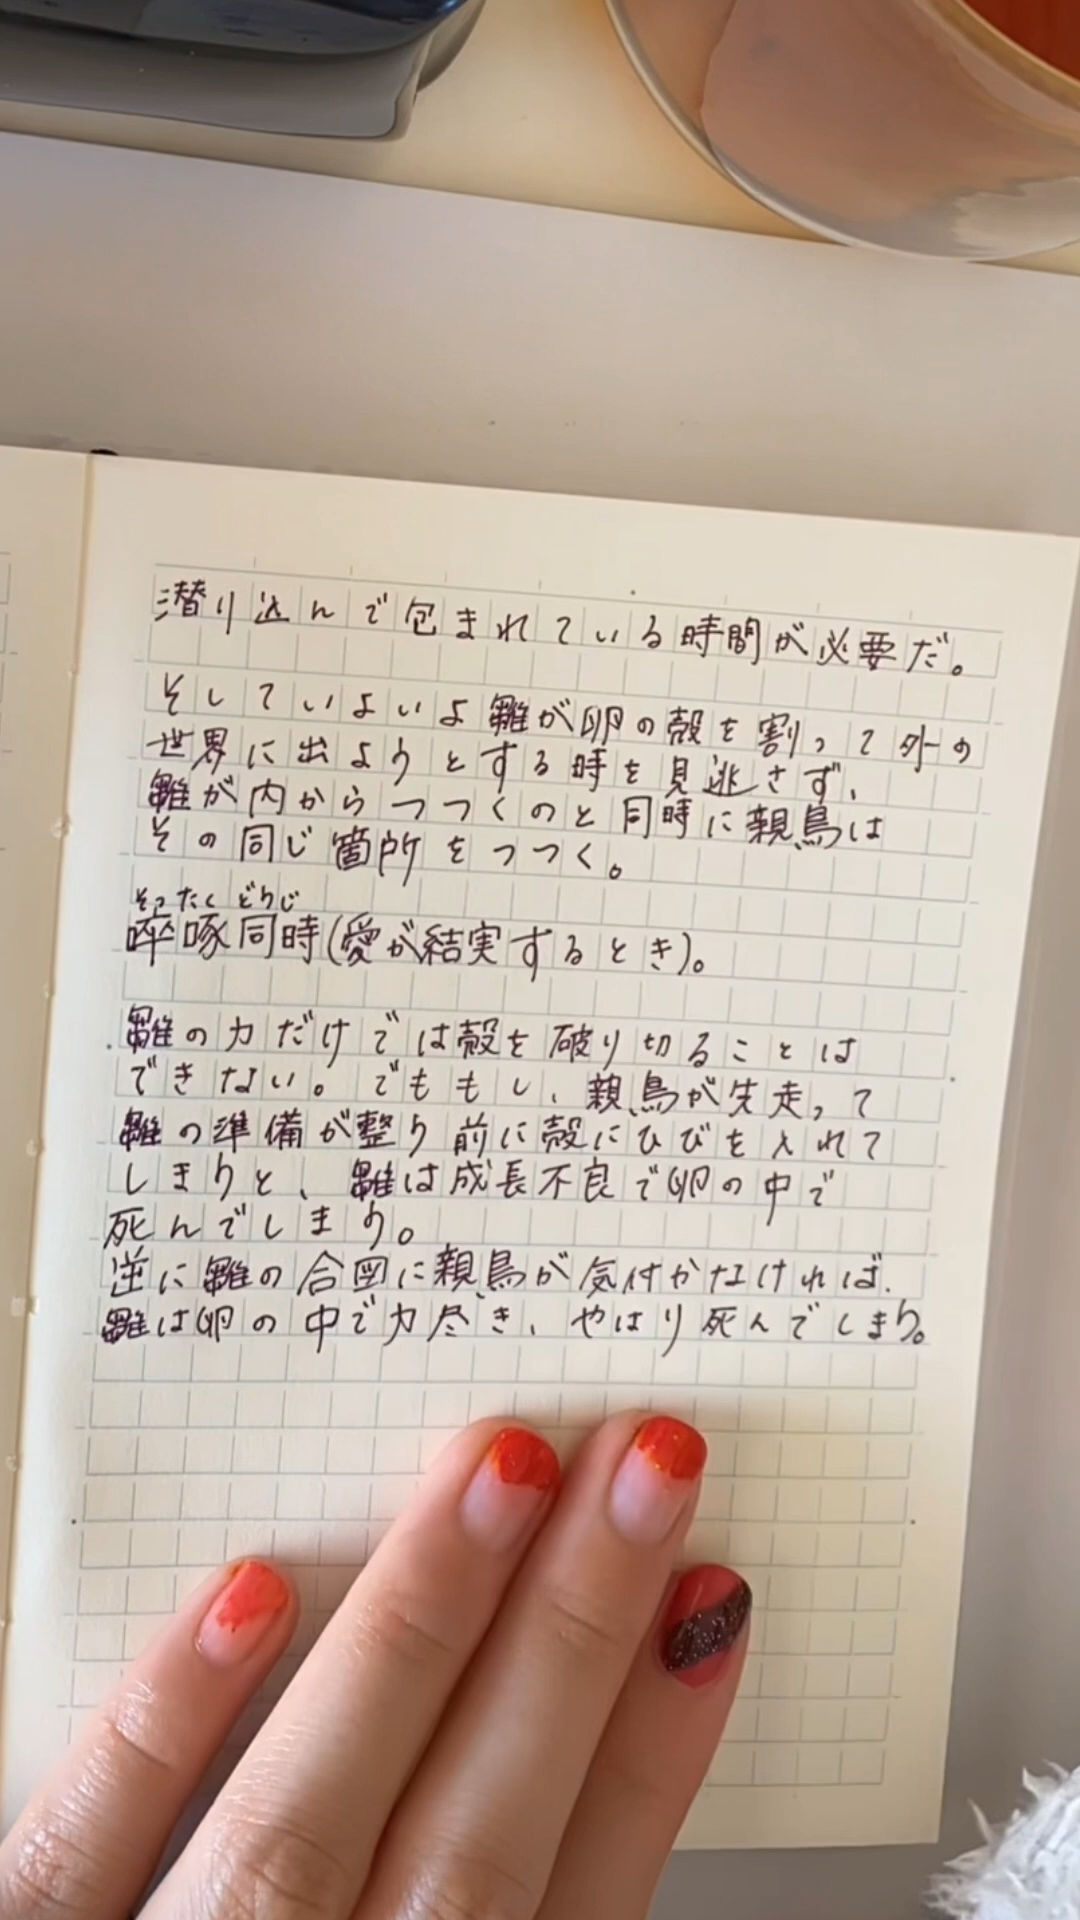 潜り込んで包まれている時間が必要だ。
そしていよいよ雛が卵の殻を割って外の
世界に出ようとする時を見逃さず、
雛が内からつつくのと同時に親鳥は
その同じ箇所をつつく。
そったくどうじ
啐啄同時(愛が結実するとき)。
雛の力だけでは殻を破り切ることは
できない。でももし、親鳥が先走って
雛の準備が整う前に殻にひびを入れて
しまうと、雛は成長不良で卵の中で
死んでしまう。
逆に雛の合図に親鳥が気付かなければ、
雛は卵の中で力尽き、やはり死んでしまう。